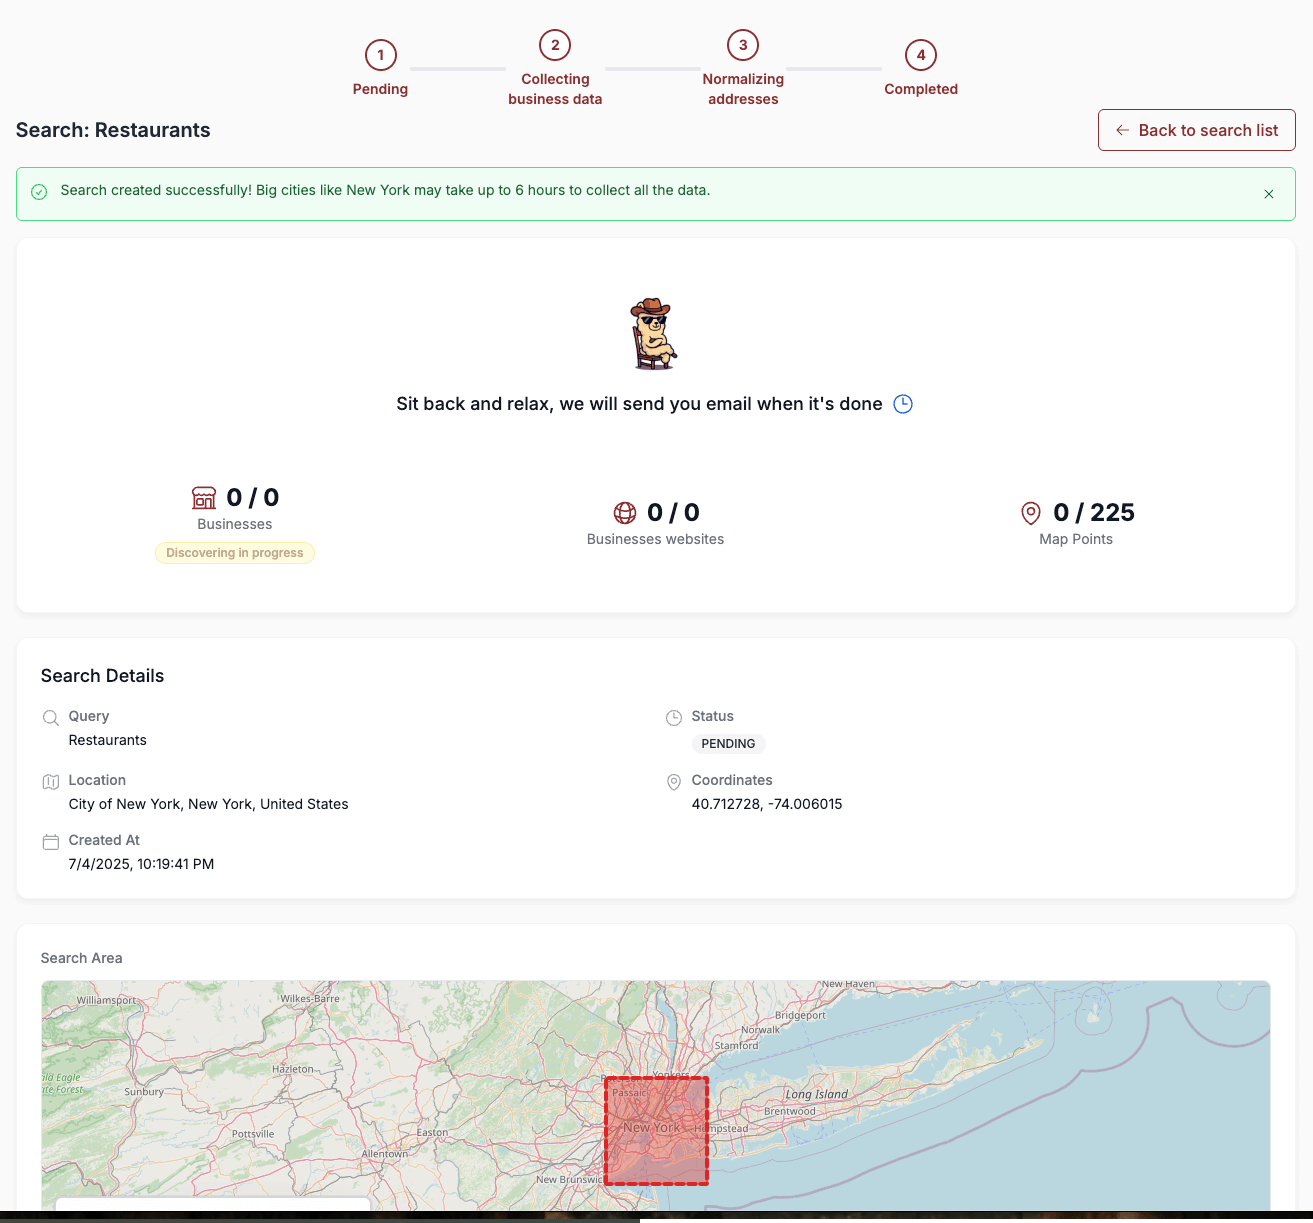 1
Pending
2
Collecting
business data
3
Normalizing
addresses
4
Completed
Search: Restaurants
Back to search list
Search created successfully! Big cities like New York may take up to 6 hours to collect all the data.
Sit back and relax, we will send you email when it's done
0 / 0
Businesses
Discovering in progress
0 / 0
Businesses websites
0 / 225
Map Points
Search Details
Query
Restaurants
Status
PENDING
Location
City of New York, New York, United States
Coordinates
40.712728, -74.006015
Created At
7/4/2025, 10:19:41 PM
Search Area
Williamsport
Wilkes-Barre
New Haven
Bridgeport
Norwalk
Stamford
Hazleton
Yonkers
Sunbury
Passaic
Long Island
Brentwood
New York
Hempstead
Pottsville
Easton
Allentown
New Brunswick